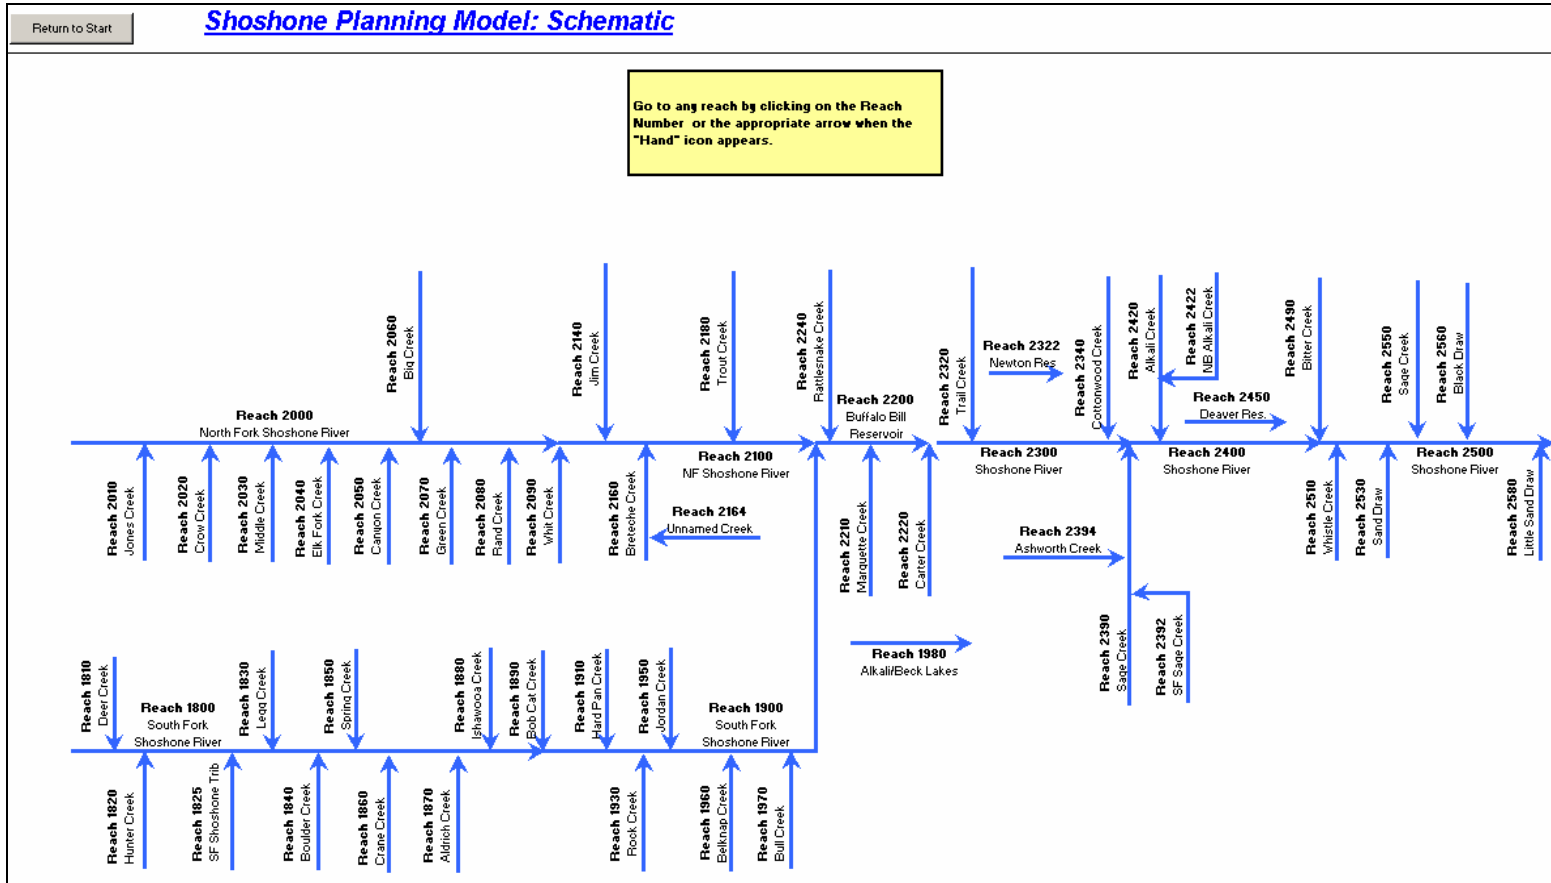 Return to Start
Shoshone Planning Model: Schematic
Go to any reach by clicking on the Reach
Number or the appropriate arrow when the
"Hand" icon appears.
Reach 2060
Big Creek
Reach 2140
Jim Creek
Reach 2180
Trout Creek
Reach 2240
Rattlesnake Creek
Reach 2320
Trail Creek
Reach 2322
Newton Res
Reach 2340
Cottonwood Creek
Reach 2420
Alkali Creek
Reach 2422
NB Alkali Creek
Reach 2450
Deaver Res.
Reach 2490
Bitter Creek
Reach 2550
Sage Creek
Reach 2560
Black Draw
Reach 2000
North Fork Shoshone River
Reach 2100
NF Shoshone River
Reach 2200
Buffalo Bill
Reservoir
Reach 2300
Shoshone River
Reach 2400
Shoshone River
Reach 2500
Shoshone River
Reach 2010
Jones Creek
Reach 2020
Crow Creek
Reach 2030
Middle Creek
Reach 2040
Elk Fork Creek
Reach 2050
Canyon Creek
Reach 2070
Green Creek
Reach 2080
Rand Creek
Reach 2090
Whit Creek
Reach 2160
Breteche Creek
Reach 2164
Unnamed Creek
Reach 2210
Marquette Creek
Reach 2220
Carter Creek
Reach 2394
Ashworth Creek
Reach 2510
Whistle Creek
Reach 2530
Sand Draw
Reach 2580
Little Sand Draw
Reach 1980
Alkali/Beck Lakes
Reach 2390
Sage Creek
Reach 2392
SF Sage Creek
Reach 1810
Deer Creek
Reach 1800
South Fork
Shoshone River
Reach 1830
Legg Creek
Reach 1850
Spring Creek
Reach 1880
Ishawooa Creek
Reach 1890
Bob Cat Creek
Reach 1910
Hard Pan Creek
Reach 1950
Jordan Creek
Reach 1900
South Fork
Shoshone River
Reach 1820
Hunter Creek
Reach 1825
SF Shoshone Trib
Reach 1840
Boulder Creek
Reach 1860
Crane Creek
Reach 1870
Aldrich Creek
Reach 1930
Rock Creek
Reach 1960
Belknap Creek
Reach 1970
Bull Creek